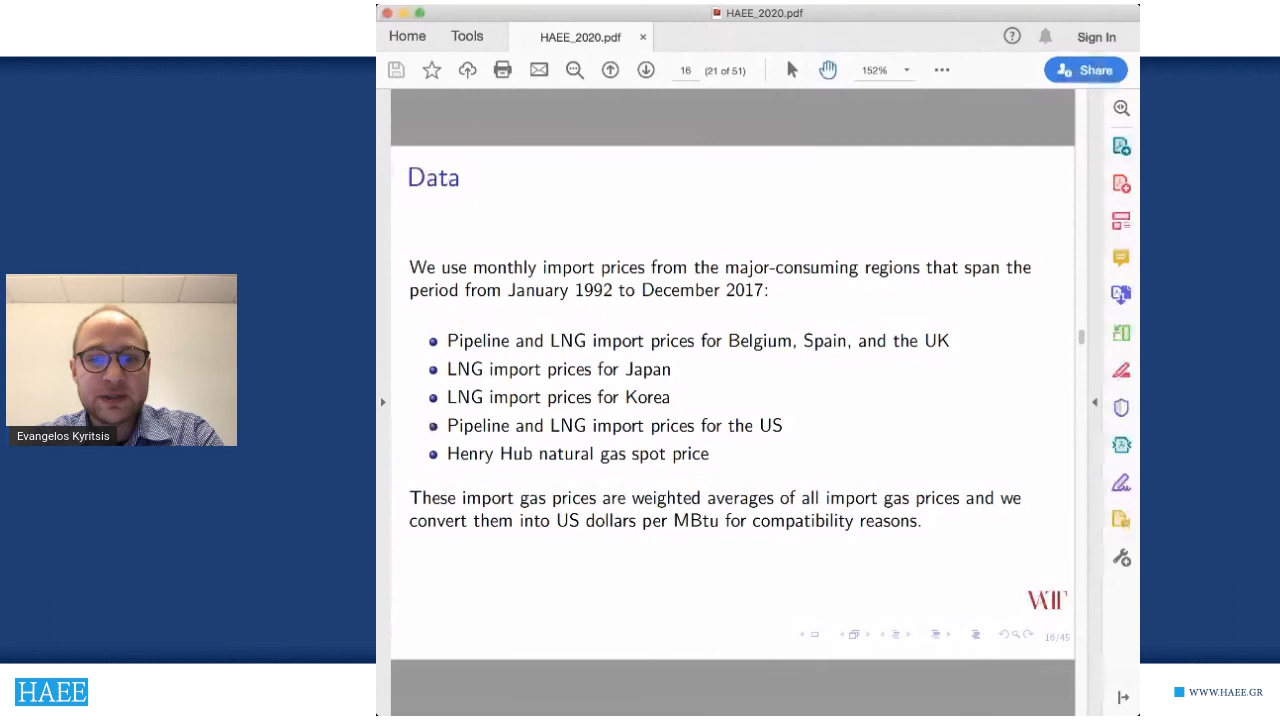 HAEE_2020.pdf
Home Tools HAEE_2020.pdf × Sign In
16 (21 of 51) 152% Share
Data
We use monthly import prices from the major-consuming regions that span the
period from January 1992 to December 2017:
Pipeline and LNG import prices for Belgium, Spain, and the UK
LNG import prices for Japan
LNG import prices for Korea
Pipeline and LNG import prices for the US
Henry Hub natural gas spot price
These import gas prices are weighted averages of all import gas prices and we
convert them into US dollars per MBtu for compatibility reasons.
16/45
Evangelos Kyritsis
HAEE
WWW.HAEE.GR